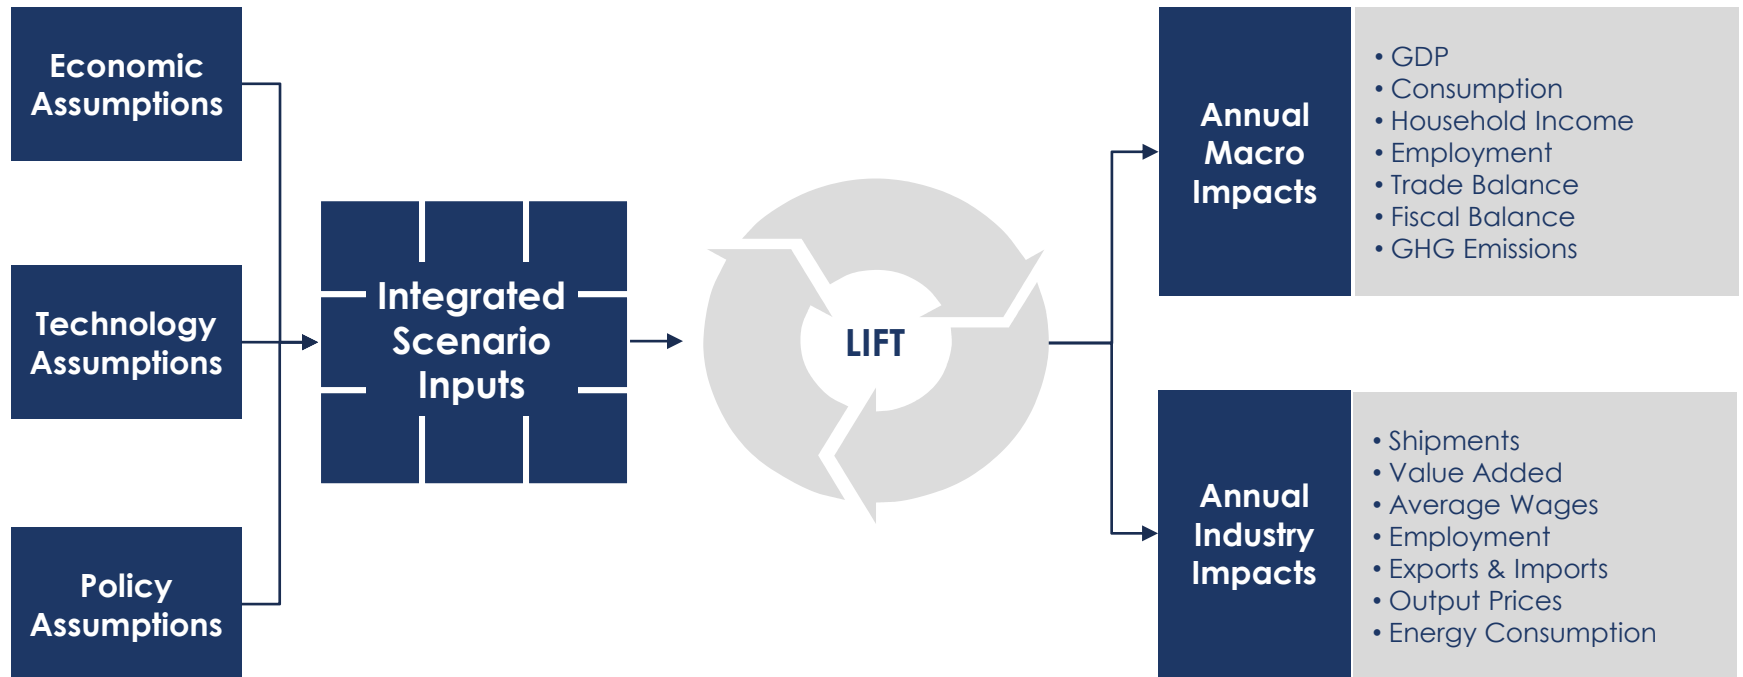 Economic
Assumptions
Technology
Assumptions
Policy
Assumptions
Integrated
Scenario
Inputs
LIFT
Annual
Macro
Impacts
• GDP
• Consumption
• Household Income
• Employment
• Trade Balance
• Fiscal Balance
• GHG Emissions
Annual
Industry
Impacts
• Shipments
• Value Added
• Average Wages
• Employment
• Exports & Imports
• Output Prices
• Energy Consumption